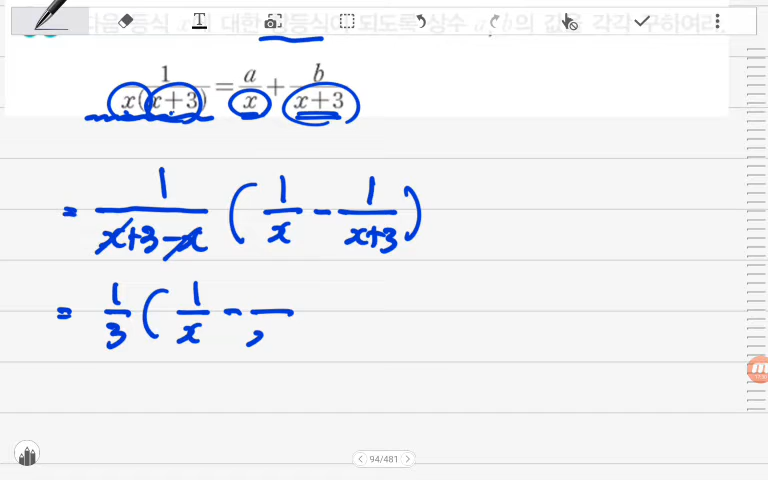 다음 등식 x에 대한 항등식이 되도록 상수 a, b의 값을 각각 구하여라
1/(x(x+3)) = a/x + b/(x+3)
= 1/(x+3-x) ( 1/x - 1/(x+3) )
= 1/3 ( 1/x -
94/481